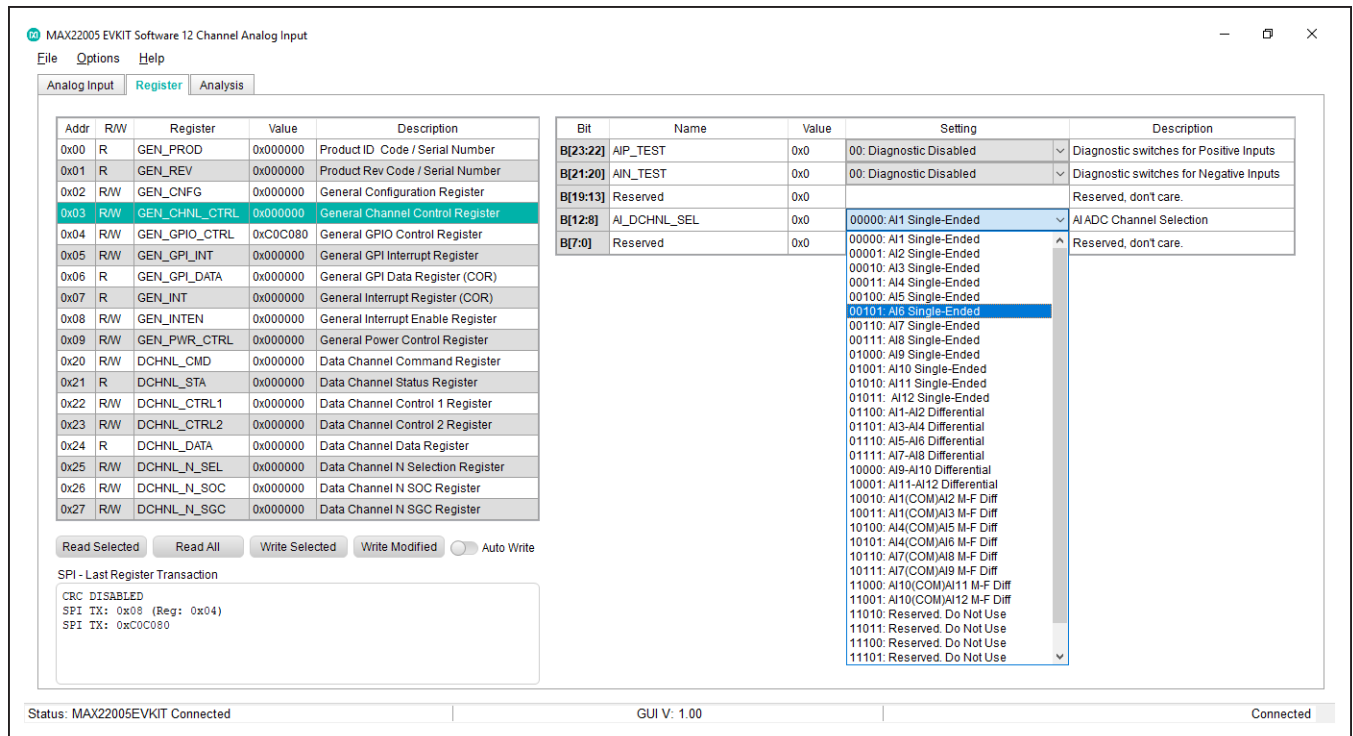 MAX22005 EVKIT Software 12 Channel Analog Input
File Options Help
Analog Input Register Analysis
Addr R/W Register Value Description
0x00 R GEN_PROD 0x000000 Product ID Code / Serial Number
0x01 R GEN_REV 0x000000 Product Rev Code / Serial Number
0x02 R/W GEN_CNFG 0x000000 General Configuration Register
0x03 R/W GEN_CHNL_CTRL 0x000000 General Channel Control Register
0x04 R/W GEN_GPIO_CTRL 0xC0C080 General GPIO Control Register
0x05 R/W GEN_GPI_INT 0x000000 General GPI Interrupt Register
0x06 R GEN_GPI_DATA 0x000000 General GPI Data Register (COR)
0x07 R GEN_INT 0x000000 General Interrupt Register (COR)
0x08 R/W GEN_INTEN 0x000000 General Interrupt Enable Register
0x09 R/W GEN_PWR_CTRL 0x000000 General Power Control Register
0x20 R/W DCHNL_CMD 0x000000 Data Channel Command Register
0x21 R DCHNL_STA 0x000000 Data Channel Status Register
0x22 R/W DCHNL_CTRL1 0x000000 Data Channel Control 1 Register
0x23 R/W DCHNL_CTRL2 0x000000 Data Channel Control 2 Register
0x24 R DCHNL_DATA 0x000000 Data Channel Data Register
0x25 R/W DCHNL_N_SEL 0x000000 Data Channel N Selection Register
0x26 R/W DCHNL_N_SOC 0x000000 Data Channel N SOC Register
0x27 R/W DCHNL_N_SGC 0x000000 Data Channel N SGC Register
Read Selected Read All Write Selected Write Modified Auto Write
SPI - Last Register Transaction
CRC DISABLED
SPI TX: 0x08 (Reg: 0x04)
SPI TX: 0xC0C080
Bit Name Value Setting Description
B[23:22] AIP_TEST 0x0 00: Diagnostic Disabled Diagnostic switches for Positive Inputs
B[21:20] AIN_TEST 0x0 00: Diagnostic Disabled Diagnostic switches for Negative Inputs
B[19:13] Reserved 0x0 Reserved, don't care.
B[12:8] AI_DCHNL_SEL 0x0 00000: AI1 Single-Ended AI ADC Channel Selection
B[7:0] Reserved 0x0 Reserved, don't care.
00000: AI1 Single-Ended
00001: AI2 Single-Ended
00010: AI3 Single-Ended
00011: AI4 Single-Ended
00100: AI5 Single-Ended
00101: AI6 Single-Ended
00110: AI7 Single-Ended
00111: AI8 Single-Ended
01000: AI9 Single-Ended
01001: AI10 Single-Ended
01010: AI11 Single-Ended
01011: AI12 Single-Ended
01100: AI1-AI2 Differential
01101: AI3-AI4 Differential
01110: AI5-AI6 Differential
01111: AI7-AI8 Differential
10000: AI9-AI10 Differential
10001: AI11-AI12 Differential
10010: AI1(COM)AI2 M-F Diff
10011: AI1(COM)AI3 M-F Diff
10100: AI4(COM)AI5 M-F Diff
10101: AI4(COM)AI6 M-F Diff
10110: AI7(COM)AI8 M-F Diff
10111: AI7(COM)AI9 M-F Diff
11000: AI10(COM)AI11 M-F Diff
11001: AI10(COM)AI12 M-F Diff
11010: Reserved. Do Not Use
11011: Reserved. Do Not Use
11100: Reserved. Do Not Use
11101: Reserved. Do Not Use
Status: MAX22005EVKIT Connected GUI V: 1.00 Connected